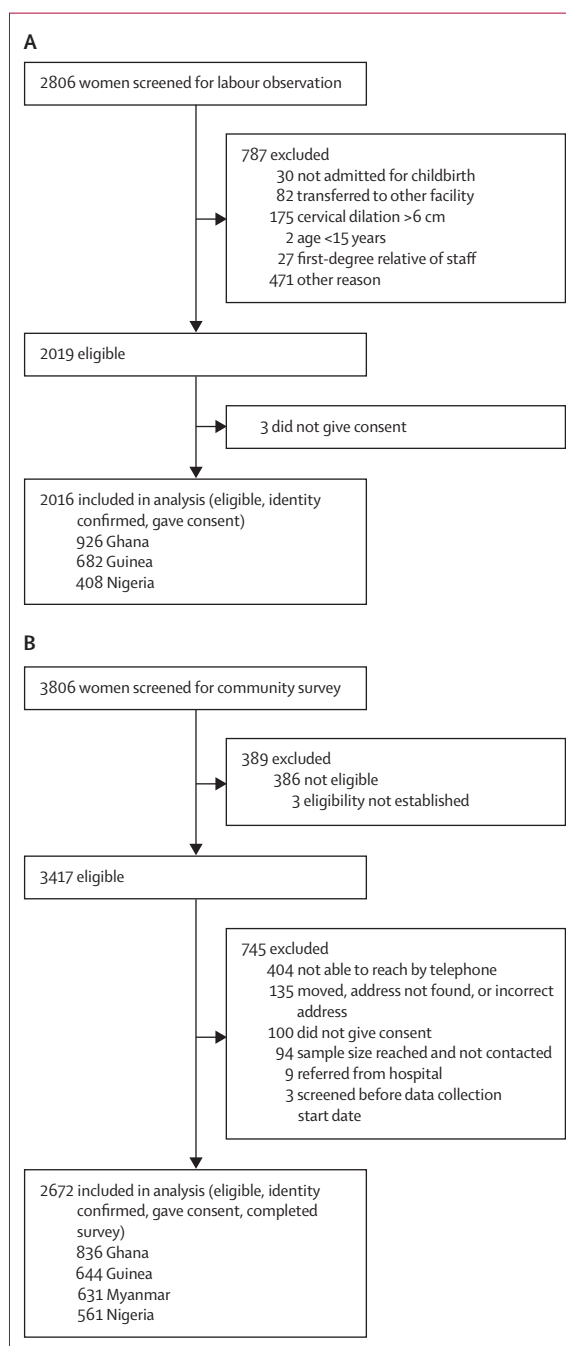 A
2806 women screened for labour observation
787 excluded
30 not admitted for childbirth
82 transferred to other facility
175 cervical dilation >6 cm
2 age <15 years
27 first-degree relative of staff
471 other reason
2019 eligible
3 did not give consent
2016 included in analysis (eligible, identity
confirmed, gave consent)
926 Ghana
682 Guinea
408 Nigeria
B
3806 women screened for community survey
389 excluded
386 not eligible
3 eligibility not established
3417 eligible
745 excluded
404 not able to reach by telephone
135 moved, address not found, or incorrect
address
100 did not give consent
94 sample size reached and not contacted
9 referred from hospital
3 screened before data collection
start date
2672 included in analysis (eligible, identity
confirmed, gave consent, completed
survey)
836 Ghana
644 Guinea
631 Myanmar
561 Nigeria